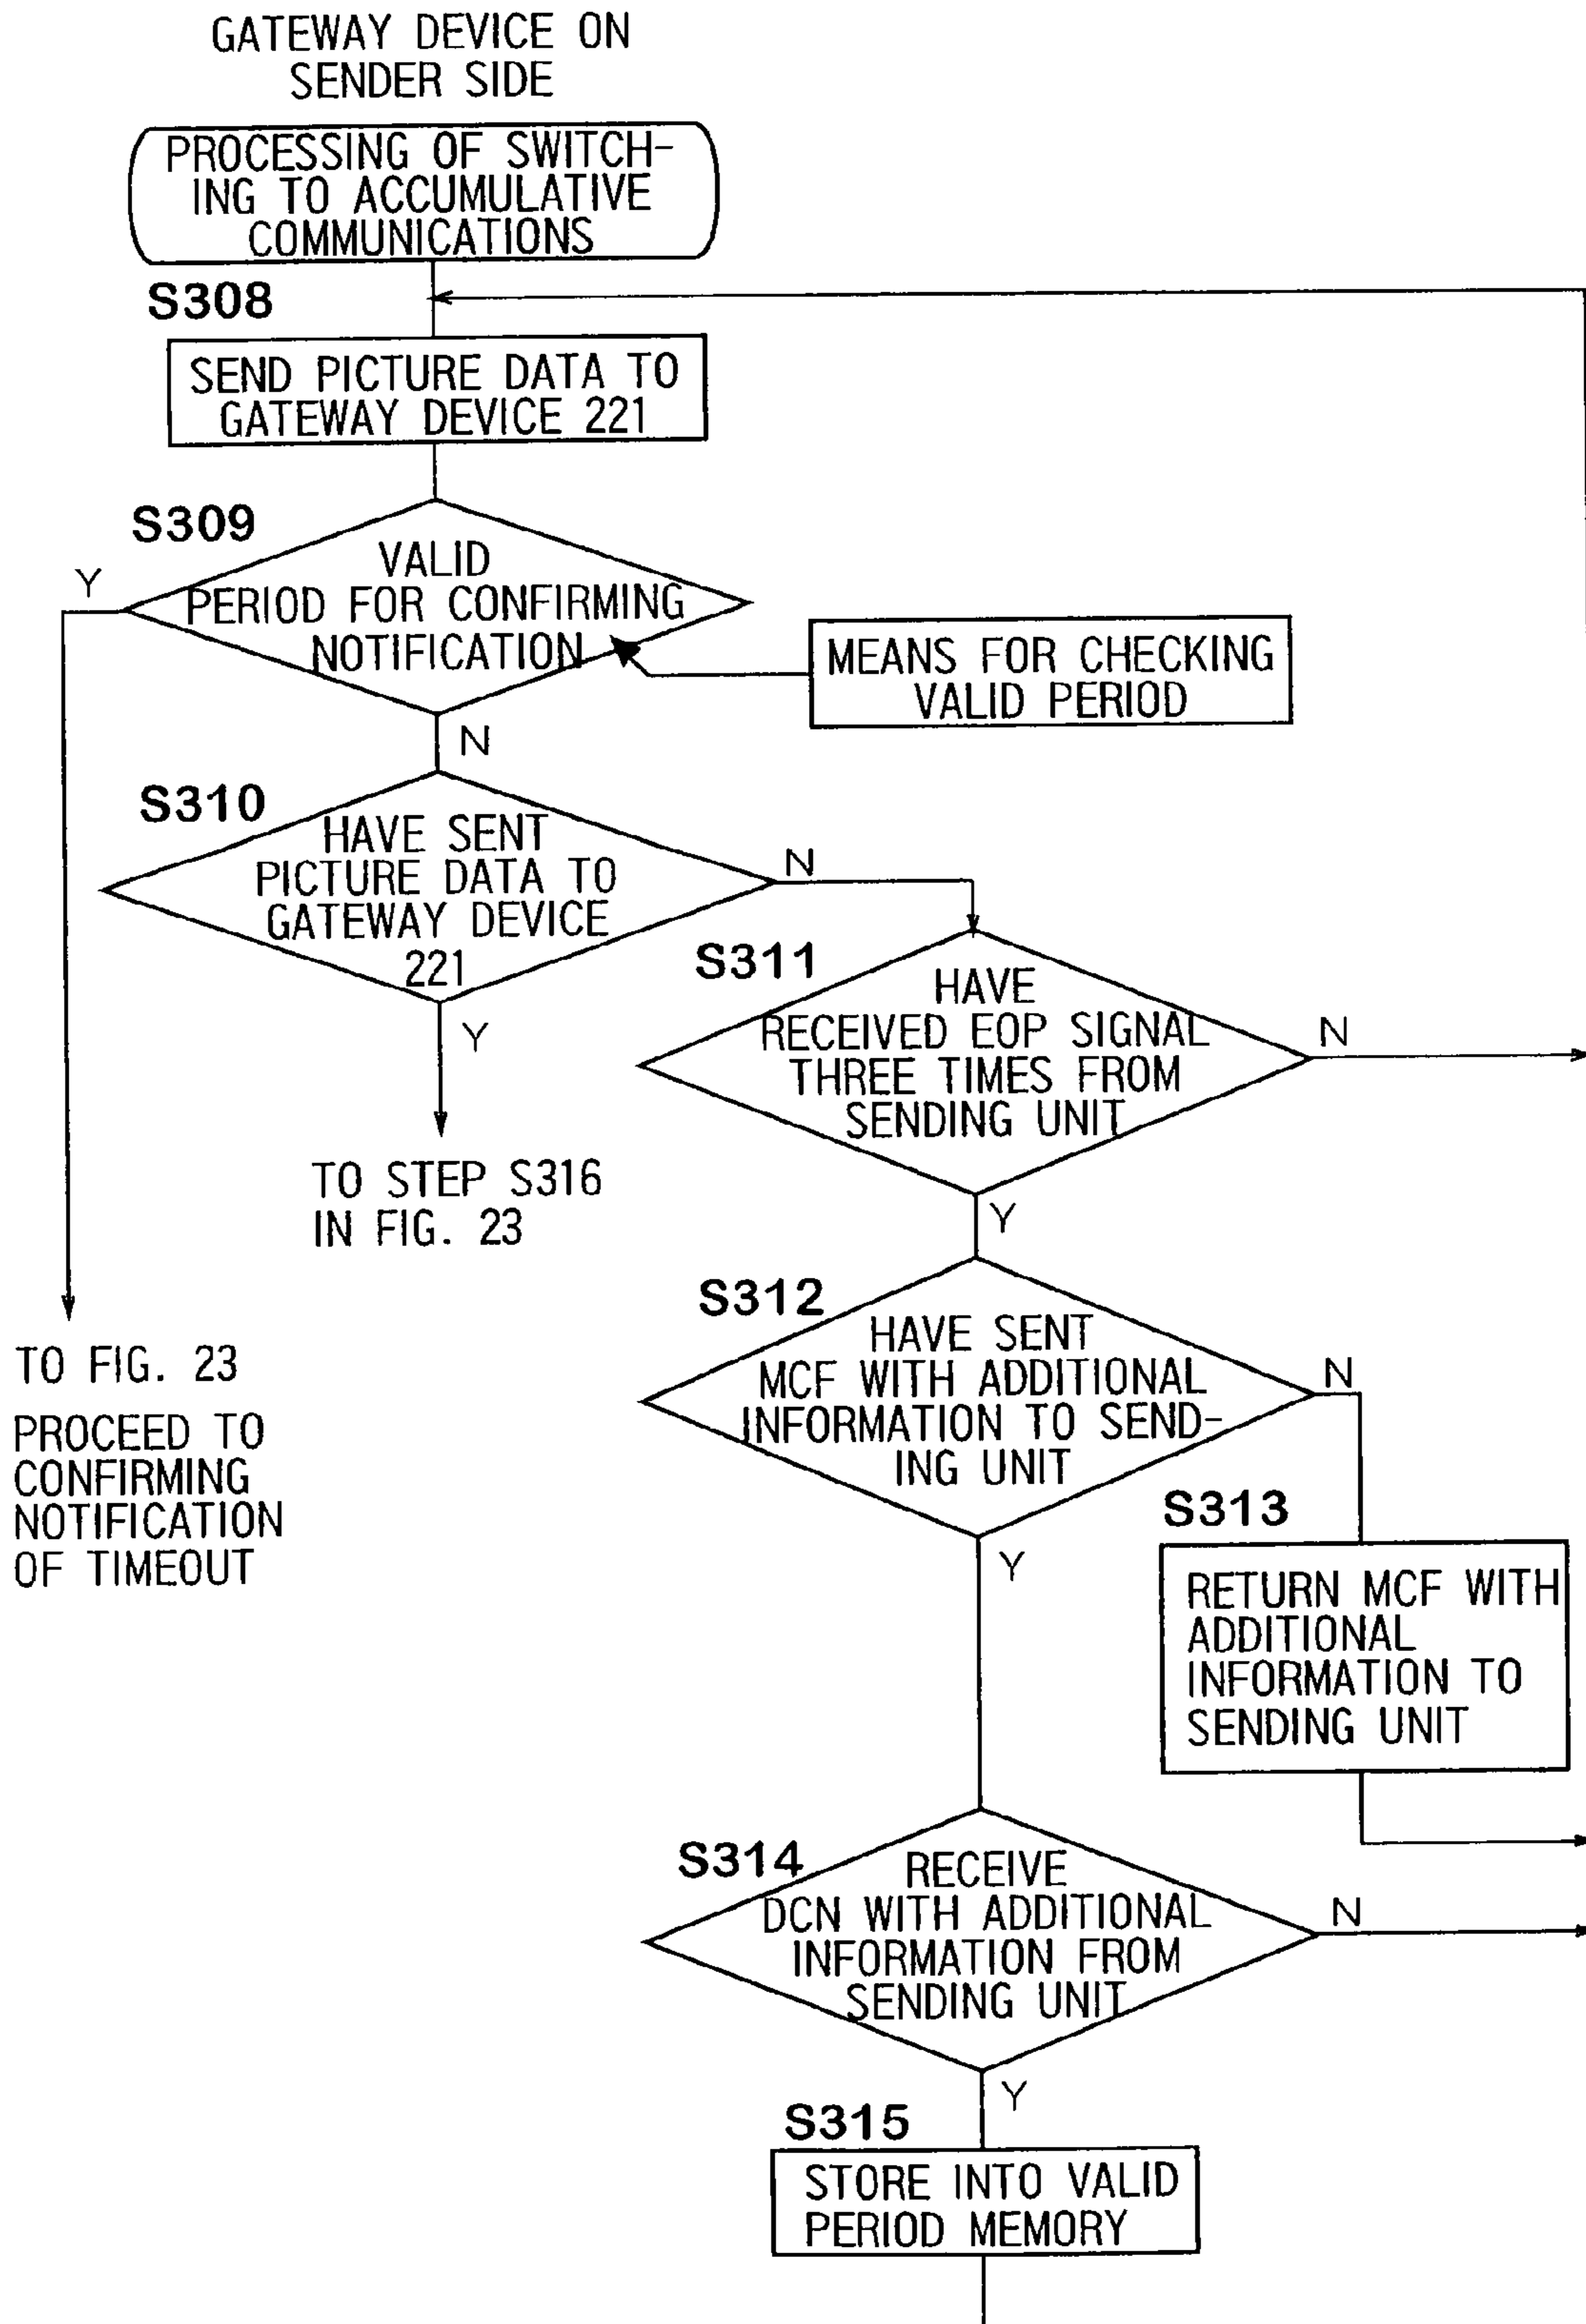 GATEWAY DEVICE ON
SENDER SIDE
PROCESSING OF SWITCH-
ING TO ACCUMULATIVE
COMMUNICATIONS
S308
SEND PICTURE DATA TO
GATEWAY DEVICE 221
S309
VALID
PERIOD FOR CONFIRMING
NOTIFICATION
Y
N
MEANS FOR CHECKING
VALID PERIOD
S310
HAVE SENT
PICTURE DATA TO
GATEWAY DEVICE
221
N
Y
TO STEP S316
IN FIG. 23
S311
HAVE
RECEIVED EOP SIGNAL
THREE TIMES FROM
SENDING UNIT
N
Y
TO FIG. 23
PROCEED TO
CONFIRMING
NOTIFICATION
OF TIMEOUT
S312
HAVE SENT
MCF WITH ADDITIONAL
INFORMATION TO SEND-
ING UNIT
N
Y
S313
RETURN MCF WITH
ADDITIONAL
INFORMATION TO
SENDING UNIT
S314
RECEIVE
DCN WITH ADDITIONAL
INFORMATION FROM
SENDING UNIT
N
Y
S315
STORE INTO VALID
PERIOD MEMORY